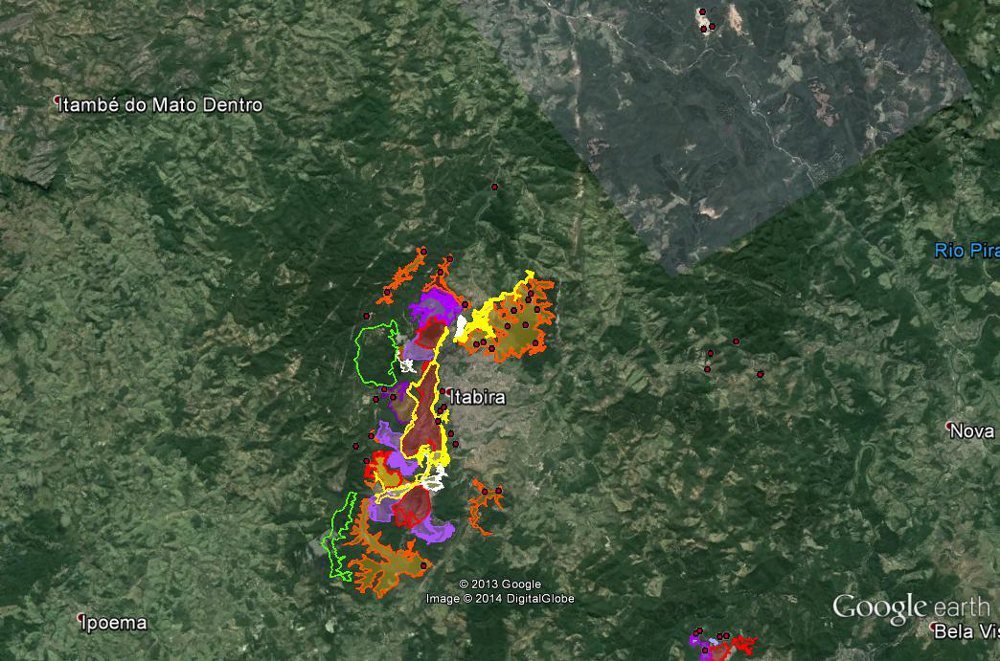 Itambé do Mato Dentro
Rio Pira
Itabira
Nova
© 2013 Google
Image © 2014 DigitalGlobe
Google earth
Ipoema
Bela Vis